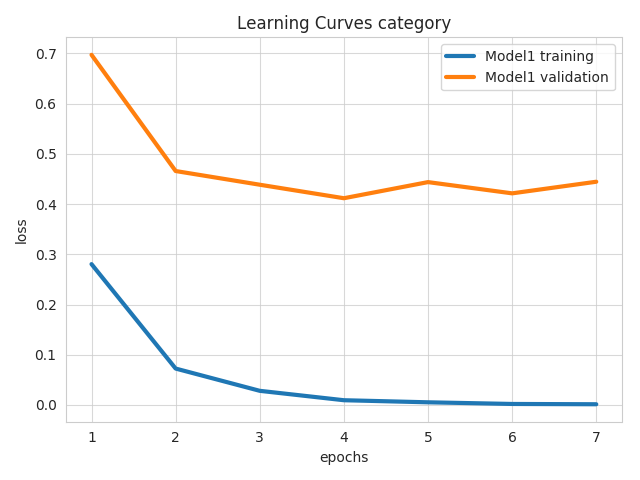 Learning Curves category
Model1 training
Model1 validation
0.7
0.6
0.5
0.4
0.3
0.2
0.1
0.0
loss
1 2 3 4 5 6 7
epochs